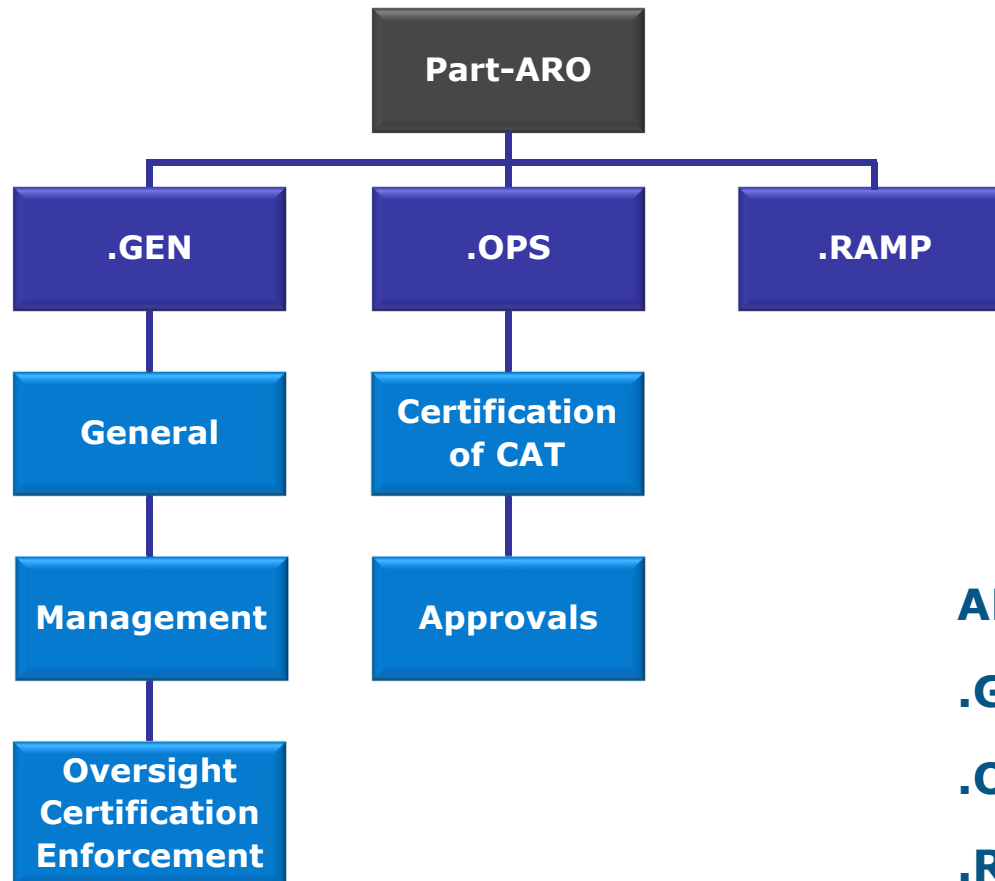 Part-ARO
.GEN
.OPS
.RAMP
General
Certification
of CAT
Management
Approvals
Oversight
Certification
Enforcement